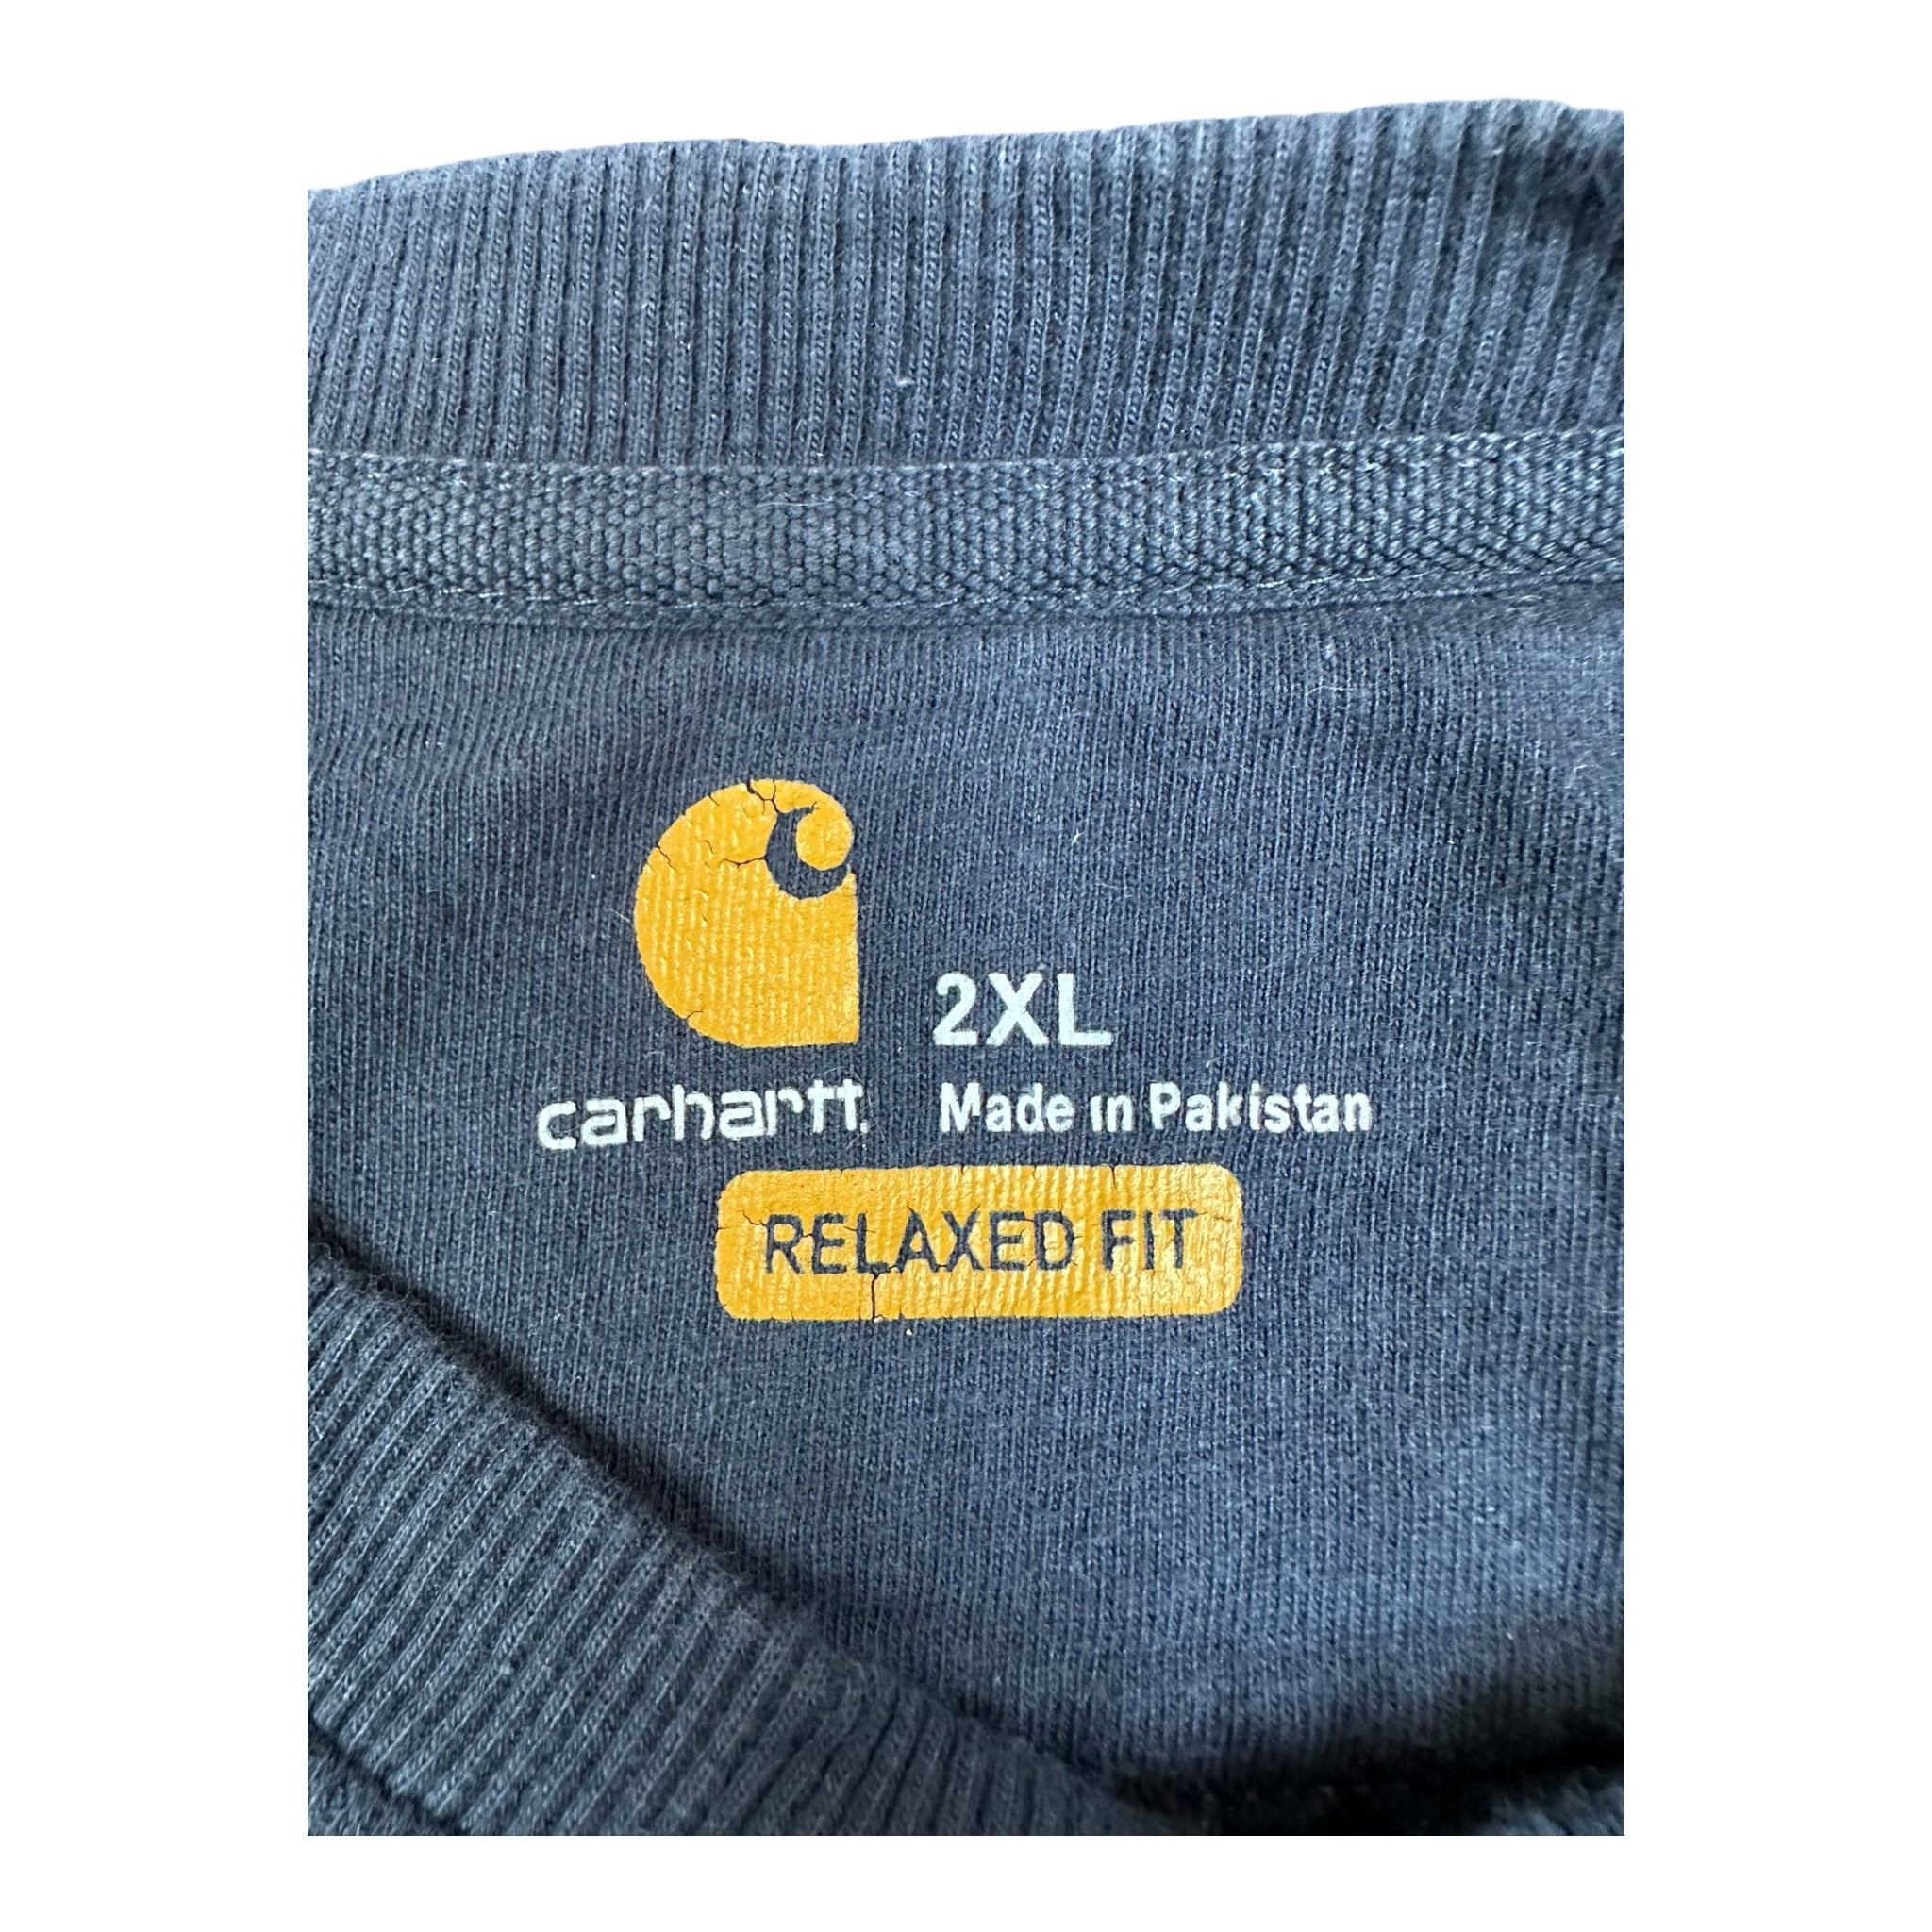 2XL
carhartt.
Made in Pakistan
RELAXED FIT